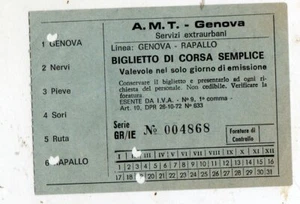 A.M.T. - Genova
Servizi extraurbani
1 GENOVA
2 Nervi
3 Pieve
4 Sori
5 Ruta
6 RAPALLO
Linea: GENOVA - RAPALLO
BIGLIETTO DI CORSA SEMPLICE
Valevole nel solo giorno di emissione
Conservare il biglietto e presentarlo ad ogni richiesta del personale. Non cedibile. Verificare la
foratura.
ESENTE DA I.V.A. - N° 9, 1° comma -
Art. 10, DPR 26-10-72 N° 633
Serie
GR/IE № 004868
Foratura di
Controllo
I II III IV V VI VII VIII IX X XI XII
1 2 3 4 5 6 7 8 9 10 11 12 13 14 15 16
17 18 20 21 22 23 24 25 26 27 28 29 30 31